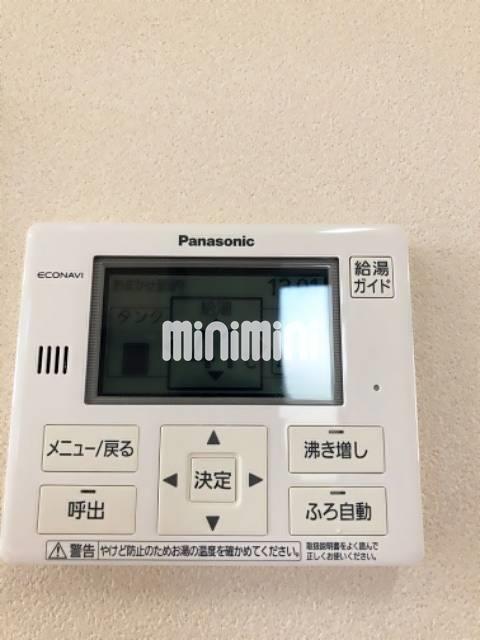 Panasonic
ECONAVI
給湯
ガイド
タンク
給湯
minimini
メニュー/戻る
沸き増し
決定
呼出
ふろ自動
警告 やけど防止のためお湯の温度を確かめてください。
取扱説明書をよく読んで
正しくお使いください。